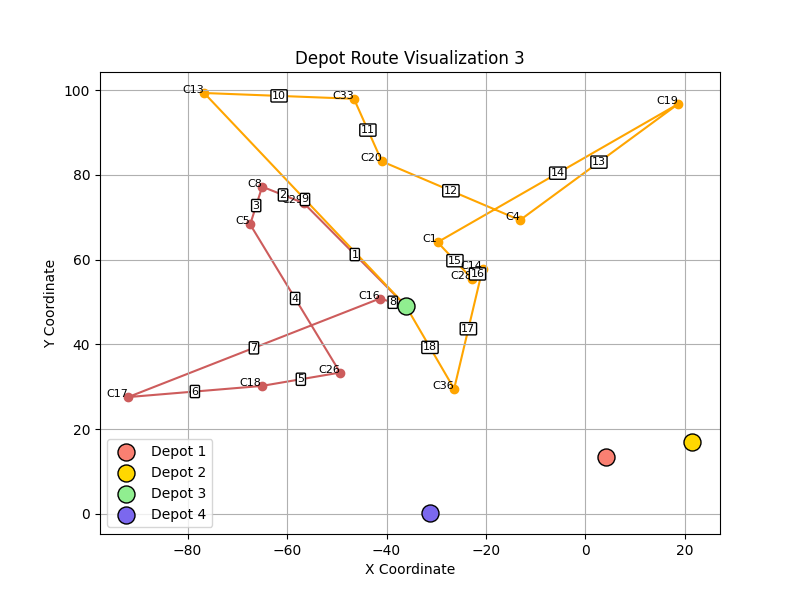 Depot Route Visualization 3
100
80
60
40
20
0
−80
−60
−40
−20
0
20
X Coordinate
Y Coordinate
C13
10
C33
11
C20
12
C19
13
14
C4
C8
2
9
3
C5
C1
15
C14
16
C28
1
4
C16
8
7
17
18
C26
C18
5
C17
6
C36
Depot 1
Depot 2
Depot 3
Depot 4